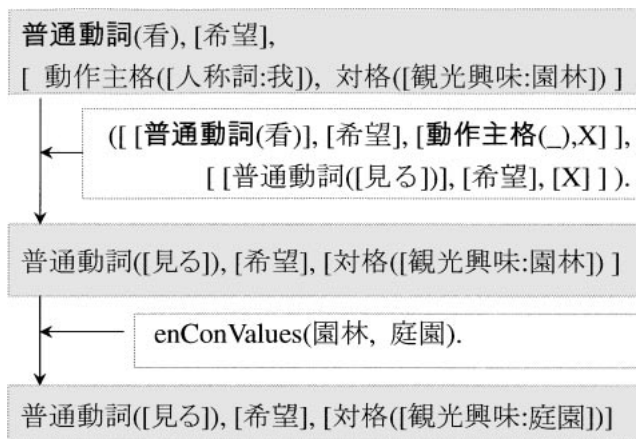 普通動詞(看), [希望],
[ 動作主格([人称詞:我]), 対格([観光興味:園林]) ]
([ [普通動詞(看)], [希望], [動作主格(_),X] ],
[ [普通動詞([見る])], [希望], [X] ] ).
普通動詞([見る]), [希望], [対格([観光興味:園林]) ]
enConValues(園林, 庭園).
普通動詞([見る]), [希望], [対格([観光興味:庭園])]